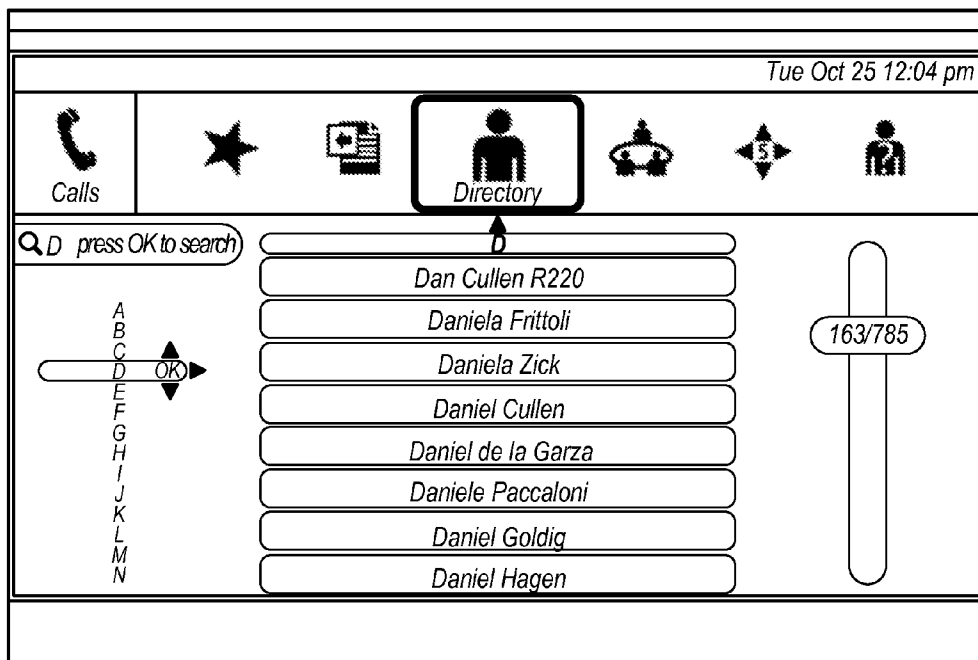 Tue Oct 25 12:04 pm
Calls
Directory
5
?
D press OK to search
D
Dan Cullen R220
Daniela Frittoli
Daniela Zick
Daniel Cullen
Daniel de la Garza
Daniele Paccaloni
Daniel Goldig
Daniel Hagen
A
B
C
D OK
E
F
G
H
I
J
K
L
M
N
163/785